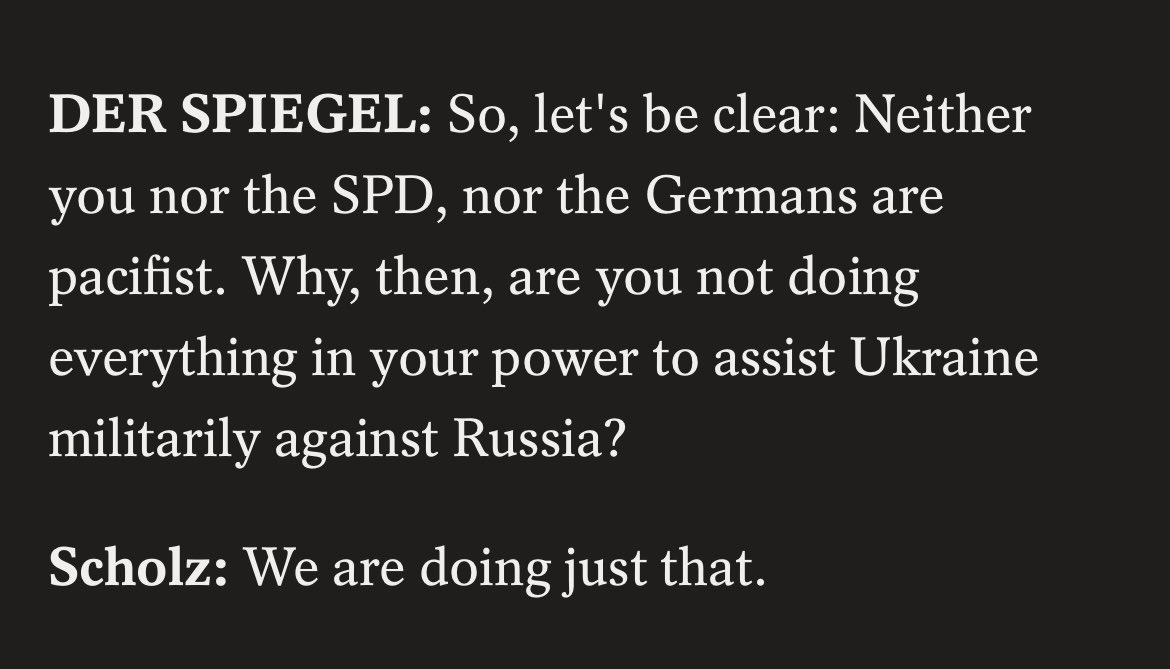 DER SPIEGEL: So, let's be clear: Neither
you nor the SPD, nor the Germans are
pacifist. Why, then, are you not doing
everything in your power to assist Ukraine
militarily against Russia?
Scholz: We are doing just that.